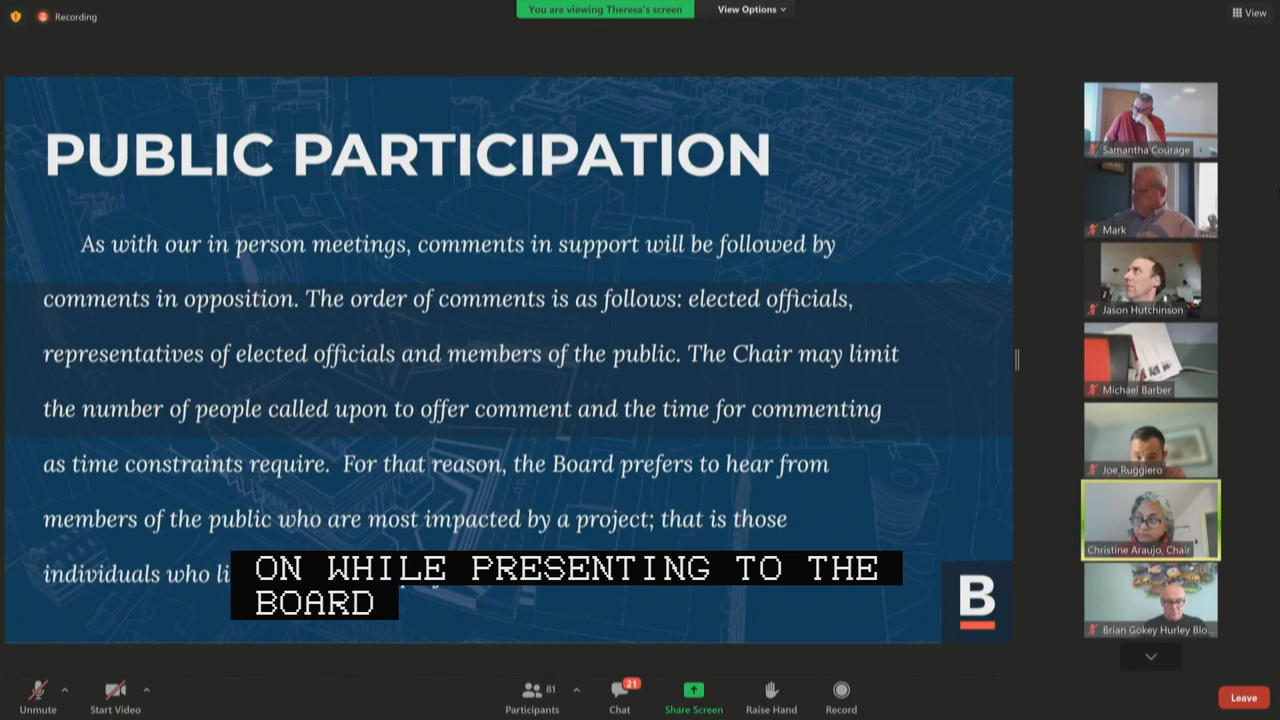 Recording
You are viewing Theresa's screen
View Options
View
PUBLIC PARTICIPATION
As with our in person meetings, comments in support will be followed by
comments in opposition. The order of comments is as follows: elected officials,
representatives of elected officials and members of the public. The Chair may limit
the number of people called upon to offer comment and the time for commenting
as time constraints require. For that reason, the Board prefers to hear from
members of the public who are most impacted by a project; that is those
individuals who
ON WHILE PRESENTING TO THE
BOARD
B
Samantha Courage
Mark
Jason Hutchinson
Michael Barber
Joe Ruggiero
Christine Araujo, Chair
Brian Gokey Hurley Blo...
Unmute
Start Video
81
Participants
21
Chat
Share Screen
Raise Hand
Record
Leave